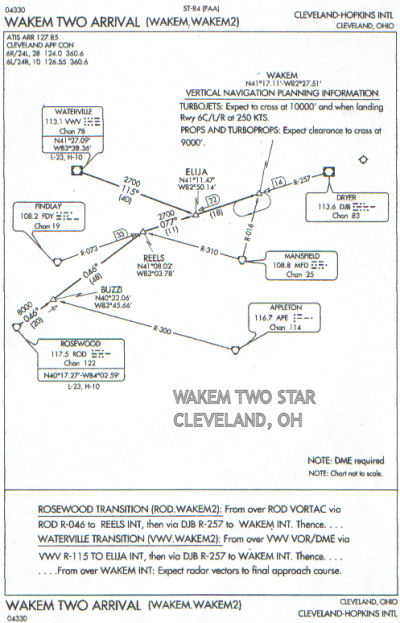 04330
ST-84 (FAA)
WAKEM TWO ARRIVAL (WAKEM.WAKEM2)
CLEVELAND-HOPKINS INTL
CLEVELAND, OHIO
ATIS ARR 127.85
CLEVELAND APP CON
6R/24L, 28 124.0 360.6
6L/24R, 10 126.55 360.6
WAKEM
N41°17.11'-W82°27.51'
VERTICAL NAVIGATION PLANNING INFORMATION
TURBOJETS: Expect to cross at 10000' and when landing
Rwy 6C/L/R at 250 KTS.
PROPS AND TURBOPROPS: Expect clearance to cross at
9000'.
WATERVILLE
113.1 VWV
Chan 78
N41°27.09'
W83°38.36'
L-23, H-10
ELIJA
N41°11.47'
W82°50.14'
2700
115°
(40)
14
R-257
32
(18)
2700
077°
(11)
R-016
DRYER
113.6 DJB
Chan 83
FINDLAY
108.2 FDY
Chan 19
R-073
33
R-310
REELS
N41°08.02'
W83°03.78'
MANSFIELD
108.8 MFD
Chan 25
046°
(48)
BUZZI
N40°32.06'
W83°45.66'
8000
046°
(20)
R-300
APPLETON
116.7 APE
Chan 114
ROSEWOOD
117.5 ROD
Chan 122
N40°17.27'-W84°02.59'
L-23, H-10
WAKEM TWO STAR
CLEVELAND, OH
NOTE: DME required
NOTE: Chart not to scale.
ROSEWOOD TRANSITION (ROD.WAKEM2): From over ROD VORTAC via
ROD R-046 to REELS INT, then via DJB R-257 to WAKEM INT. Thence. . . .
WATERVILLE TRANSITION (VWV.WAKEM2): From over VWV VOR/DME via
VWV R-115 TO ELIJA INT, then via DJB R-257 to WAKEM INT. Thence. . . .
. . . .From over WAKEM INT: Expect radar vectors to final approach course.
WAKEM TWO ARRIVAL (WAKEM.WAKEM2)
04330
CLEVELAND, OHIO
CLEVELAND-HOPKINS INTL